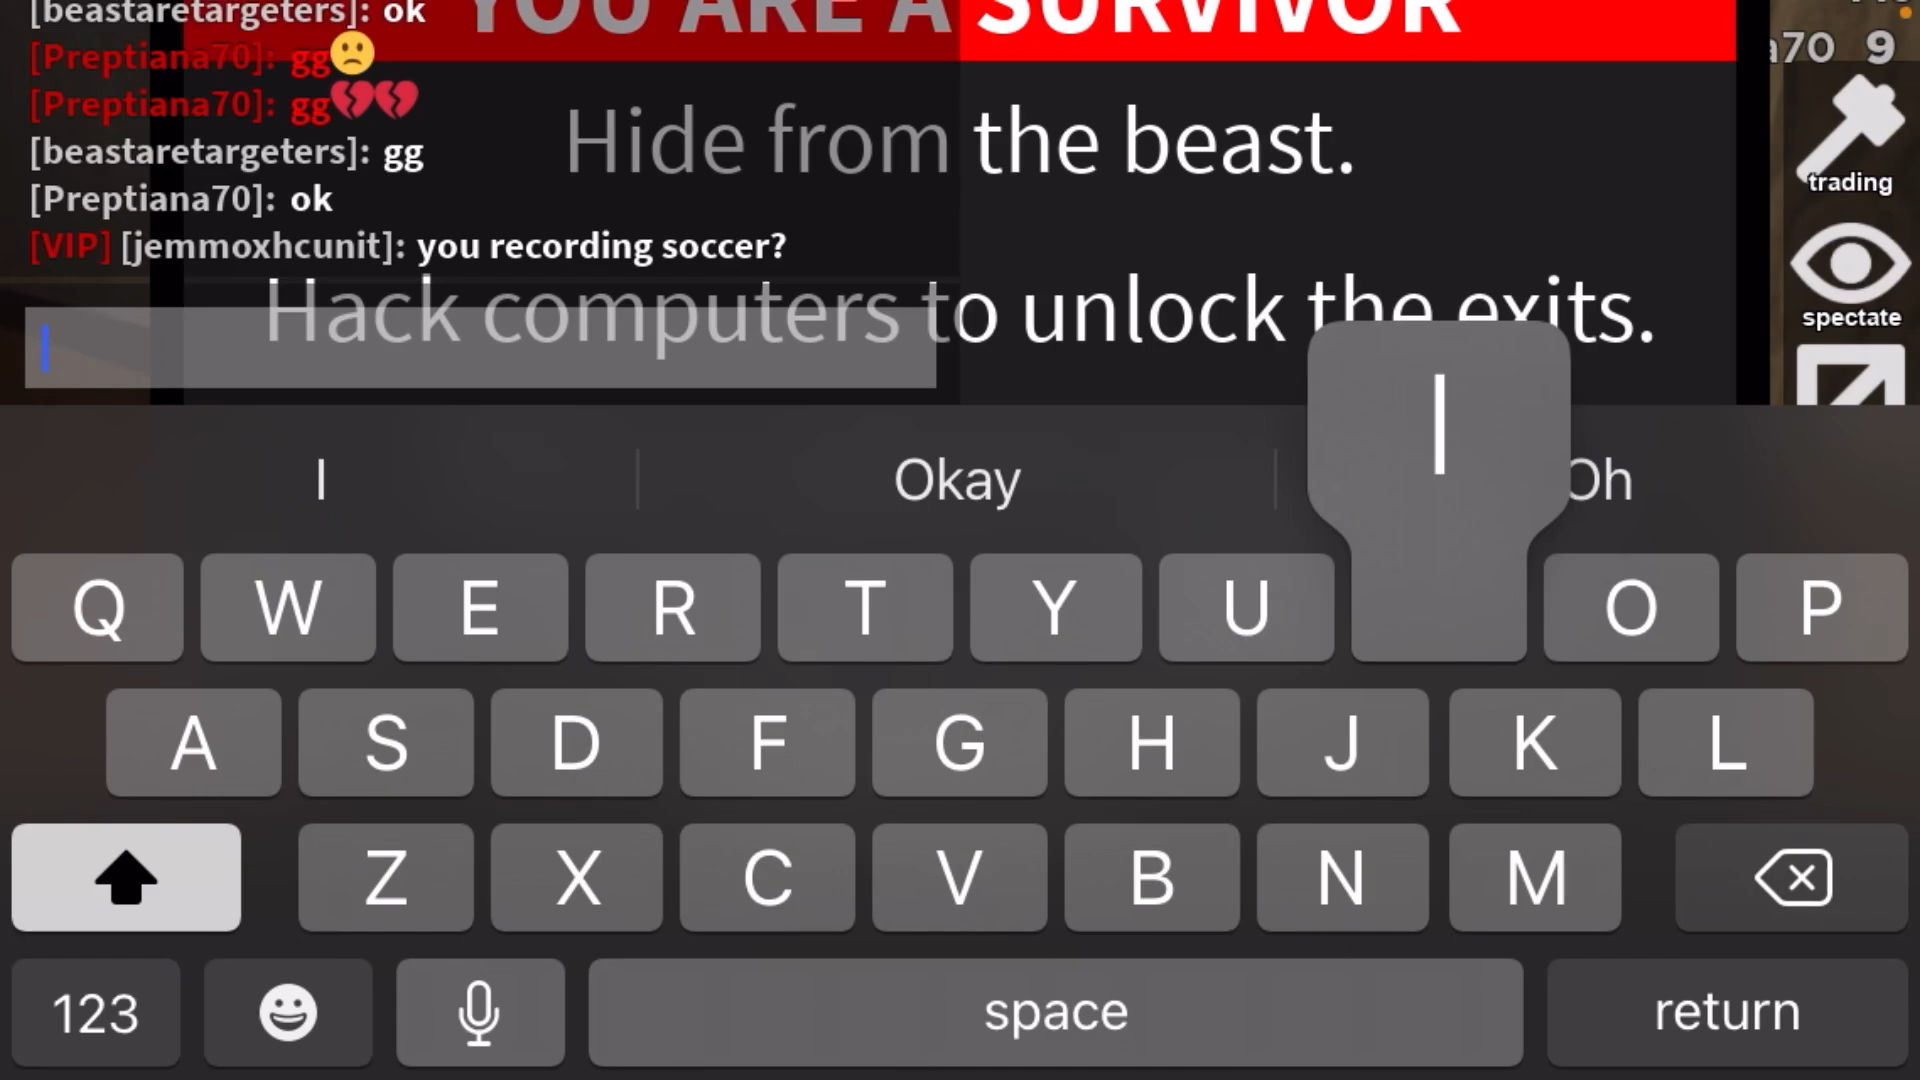 [beastaretargeters]: ok
YOU ARE A SURVIVOR
[Preptiana70]: gg🙁
a70 9
[Preptiana70]: gg💔💔
Hide from the beast.
[beastaretargeters]: gg
[Preptiana70]: ok
trading
[VIP] [jemmoxhcunit]: you recording soccer?
Hack computers to unlock the exits.
spectate
I
I Okay Oh
Q W E R T Y U O P
A S D F G H J K L
Z X C V B N M
123 space return